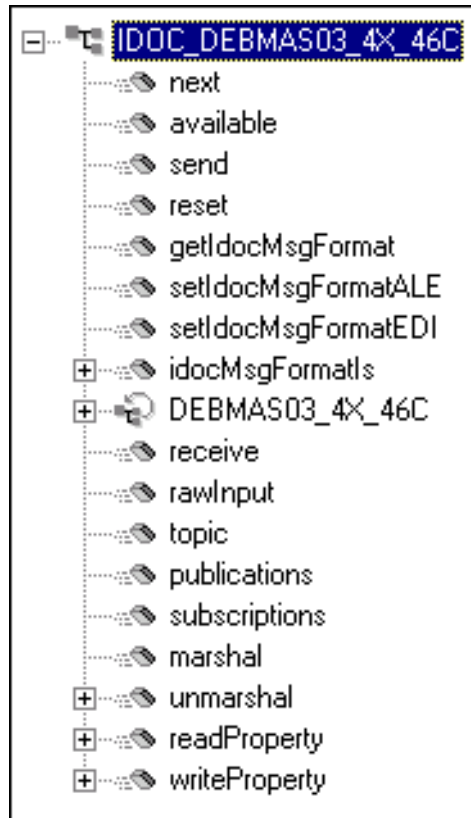 IDOC_DEBMAS03_4X_46C
next
available
send
reset
getIdocMsgFormat
setIdocMsgFormatALE
setIdocMsgFormatEDI
idocMsgFormatIs
DEBMAS03_4X_46C
receive
rawInput
topic
publications
subscriptions
marshal
unmarshal
readProperty
writeProperty